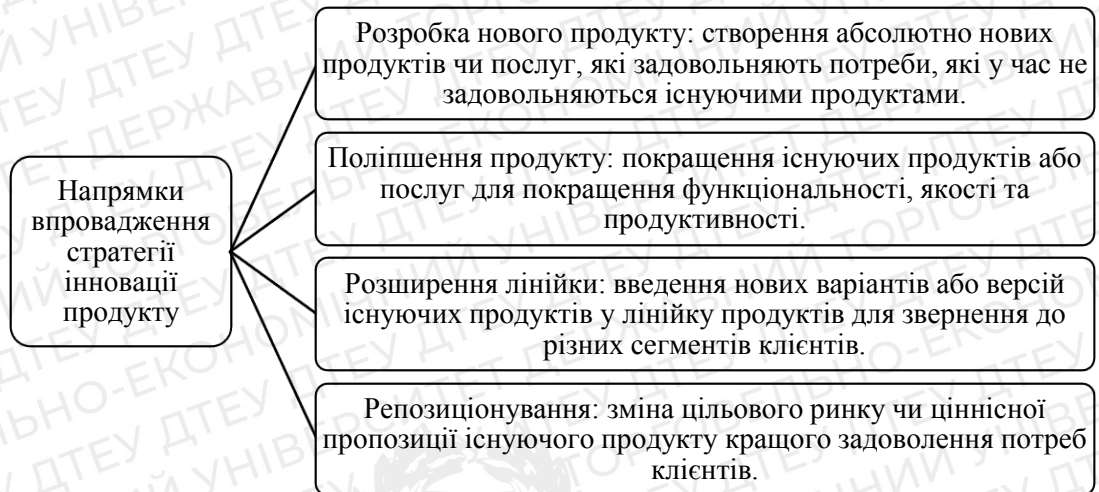 Розробка нового продукту: створення абсолютно нових
продуктів чи послуг, які задовольняють потреби, які у час не
задовольняються існуючими продуктами.
Напрямки
впровадження
стратегії
інновації
продукту
Поліпшення продукту: покращення існуючих продуктів або
послуг для покращення функціональності, якості та
продуктивності.
Розширення лінійки: введення нових варіантів або версій
існуючих продуктів у лінійку продуктів для звернення до
різних сегментів клієнтів.
Репозиціонування: зміна цільового ринку чи ціннісної
пропозиції існуючого продукту кращого задоволення потреб
клієнтів.